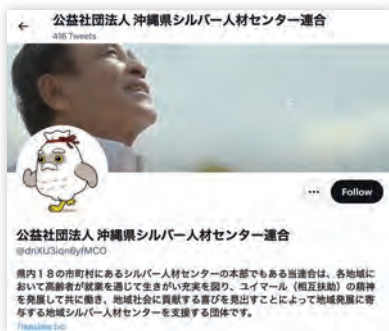 公益社団法人 沖縄県シルバー人材センター連合
416 Tweets
Follow
公益社団法人 沖縄県シルバー人材センター連合
県内18の市町村にあるシルバー人材センターの本部でもある当連合は、各地域に
おいて高齢者が就業を通じて生きがい充実を図り、ユイマール（相互扶助）の精神
を発展して共に働き、地域社会に貢献する喜びを見出すことによって地域発展に寄
与する地域シルバー人材センターを支援する団体です。